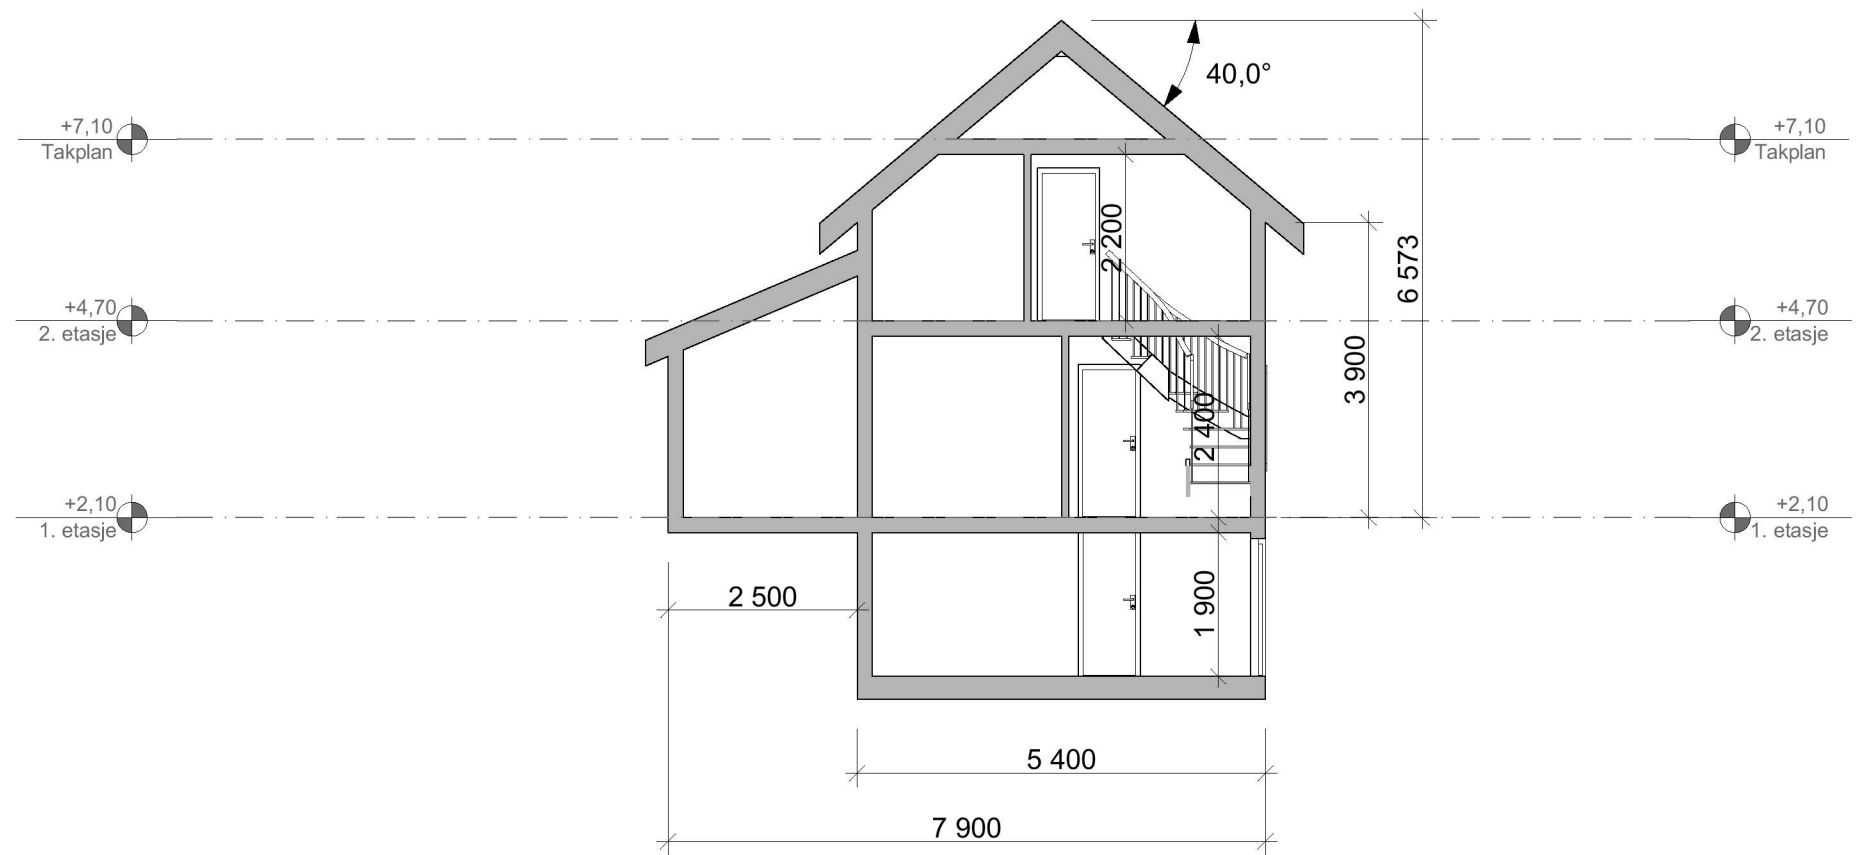 40,0°
+7,10
Takplan
+7,10
Takplan
2 200
6 573
+4,70
2. etasje
+4,70
2. etasje
3 900
2 400
+2,10
1. etasje
+2,10
1. etasje
2 500
1 900
5 400
7 900